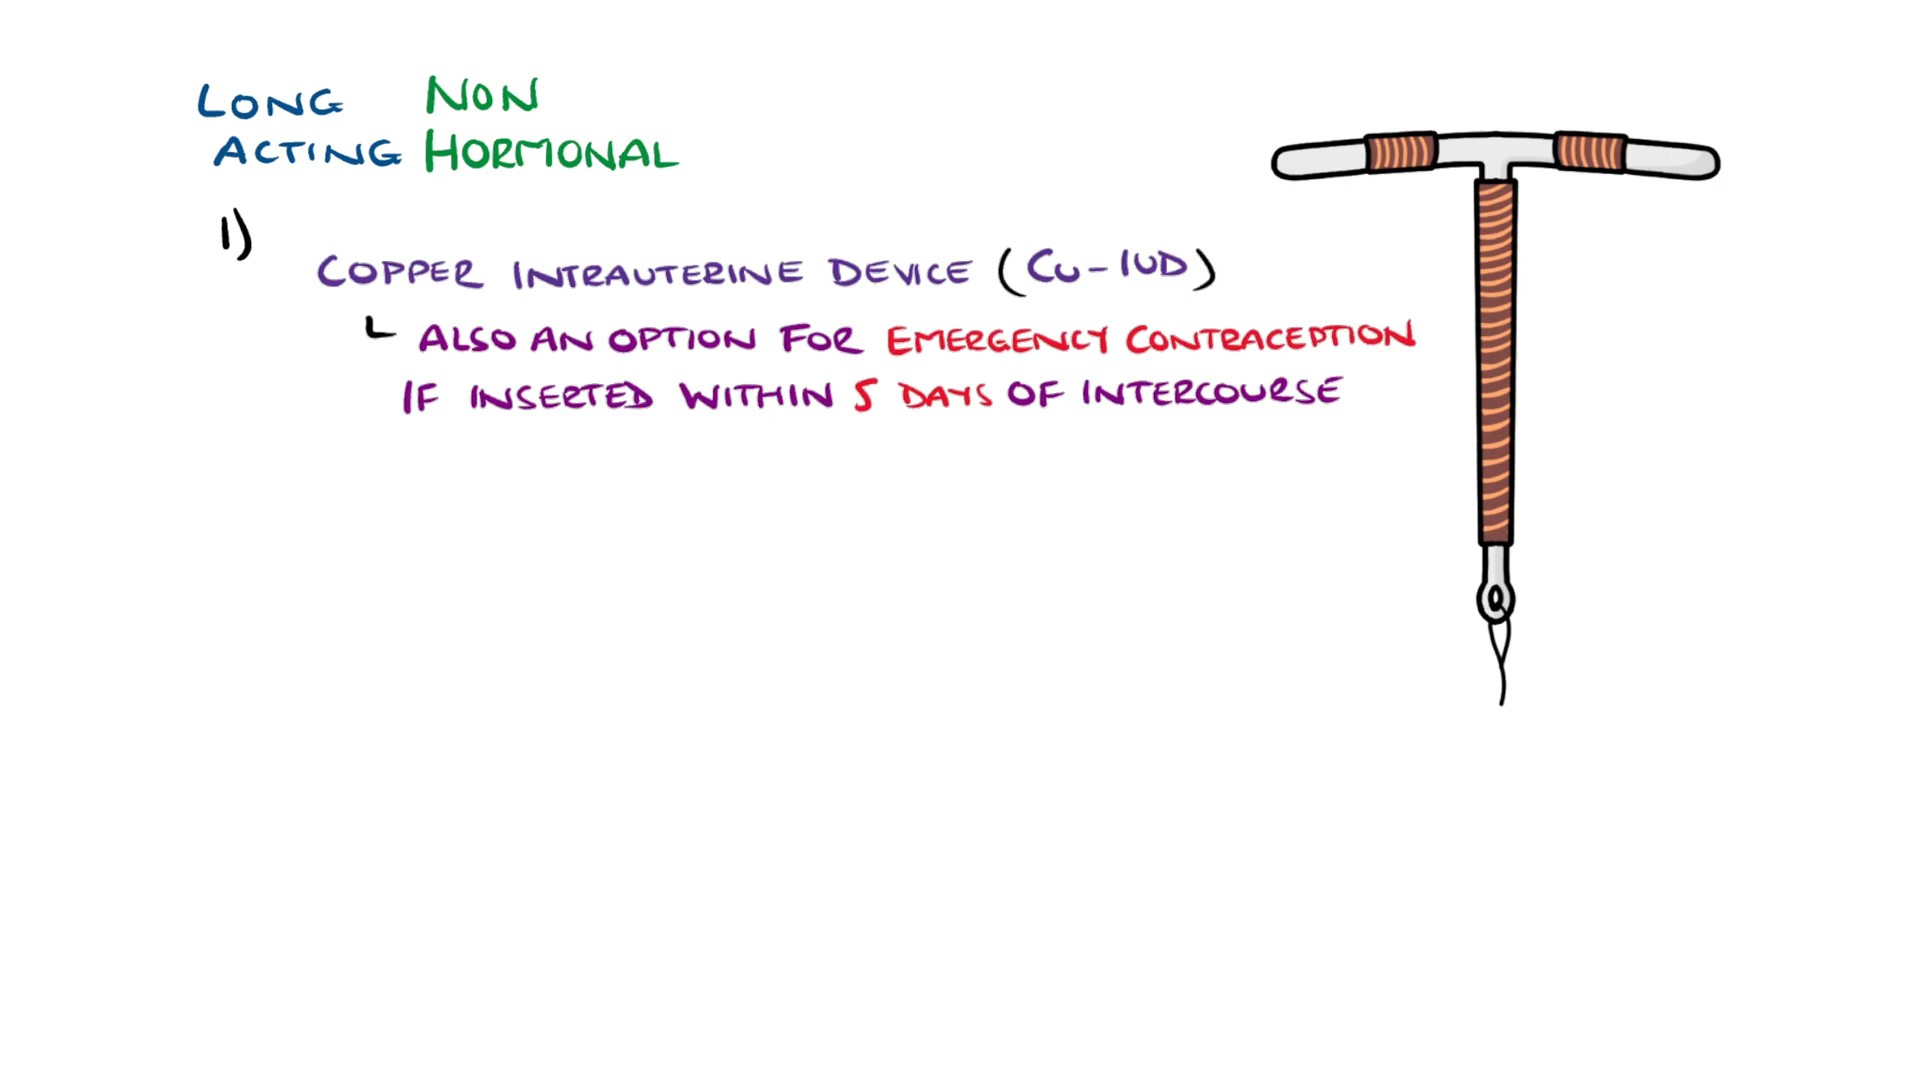 LONG NON
ACTING HORMONAL
1)
COPPER INTRAUTERINE DEVICE (CU-IUD)
ALSO AN OPTION FOR EMERGENCY CONTRACEPTION
IF INSERTED WITHIN 5 DAYS OF INTERCOURSE